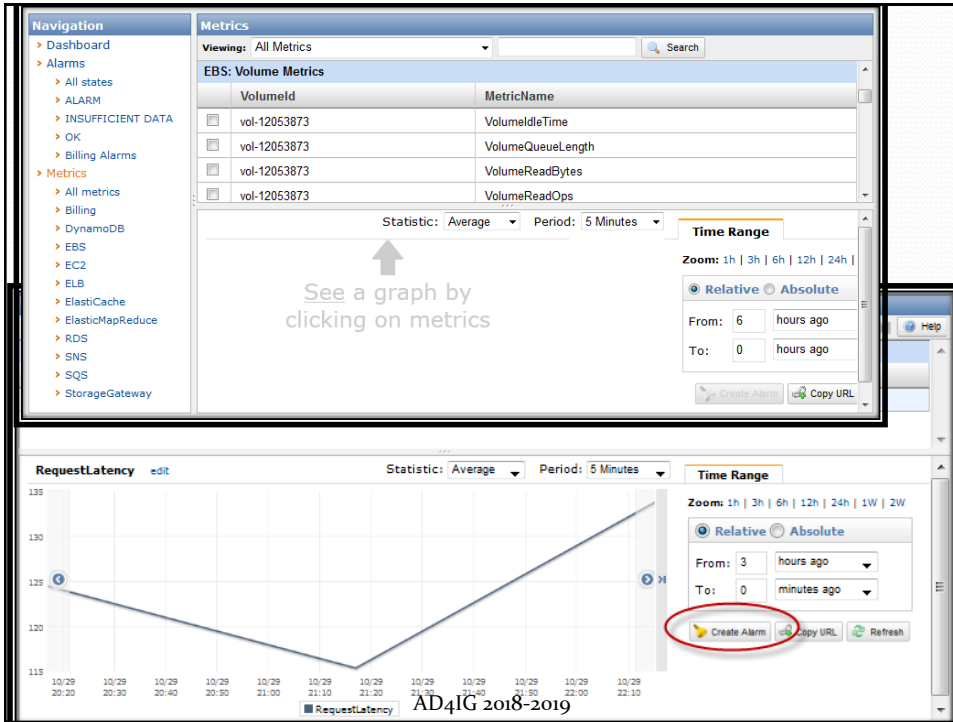 Navigation
Dashboard
Alarms
All states
ALARM
INSUFFICIENT DATA
OK
Billing Alarms
Metrics
All metrics
Billing
DynamoDB
EBS
EC2
ELB
ElastiCache
ElasticMapReduce
RDS
SNS
SQS
StorageGateway
Metrics
Viewing: All Metrics Search
EBS: Volume Metrics
VolumeId MetricName
vol-12053873 VolumeIdleTime
vol-12053873 VolumeQueueLength
vol-12053873 VolumeReadBytes
vol-12053873 VolumeReadOps
Statistic: Average Period: 5 Minutes
See a graph by
clicking on metrics
Time Range
Zoom: 1h | 3h | 6h | 12h | 24h |
Relative Absolute
From: 6 hours ago
To: 0 hours ago
Create Alarm Copy URL
Help
RequestLatency edit Statistic: Average Period: 5 Minutes
135
130
125
120
115
10/29 10/29 10/29 10/29 10/29 10/29 10/29 10/29 10/29 10/29 10/29 10/29
20:20 20:30 20:40 20:50 21:00 21:10 21:20 21:30 21:40 21:50 22:00 22:10
RequestLatency
Time Range
Zoom: 1h | 3h | 6h | 12h | 24h | 1W | 2W
Relative Absolute
From: 3 hours ago
To: 0 minutes ago
Create Alarm Copy URL Refresh
AD4IG 2018-2019